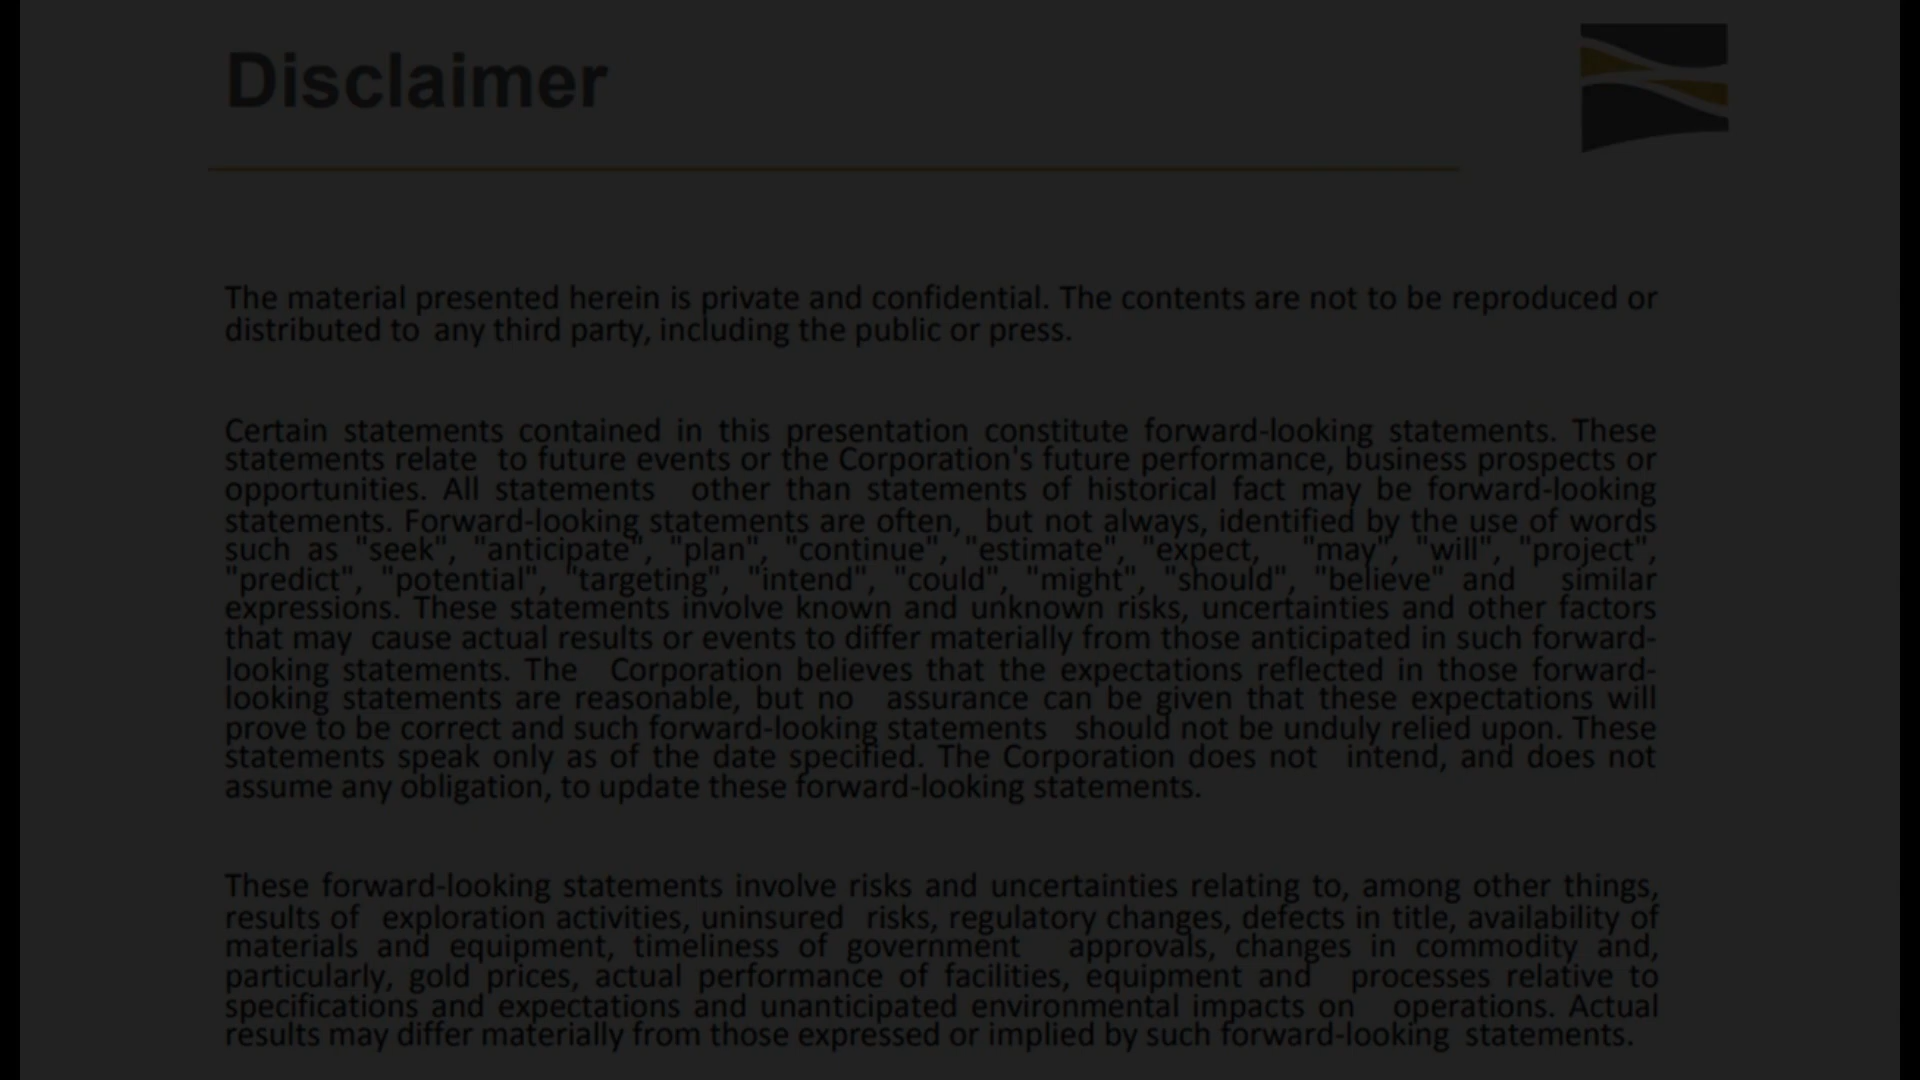 Disclaimer
The material presented herein is private and confidential. The contents are not to be reproduced or
distributed to any third party, including the public or press.
Certain statements contained in this presentation constitute forward-looking statements. These
statements relate to future events or the Corporation's future performance, business prospects or
opportunities. All statements other than statements of historical fact may be forward-looking
statements. Forward-looking statements are often, but not always, identified by the use of words
such as "seek", "anticipate", "plan", "continue", "estimate", "expect, "may", "will", "project",
"predict", "potential", "targeting", "intend", "could", "might", "should", "believe" and similar
expressions. These statements involve known and unknown risks, uncertainties and other factors
that may cause actual results or events to differ materially from those anticipated in such forward-
looking statements. The Corporation believes that the expectations reflected in those forward-
looking statements are reasonable, but no assurance can be given that these expectations will
prove to be correct and such forward-looking statements should not be unduly relied upon. These
statements speak only as of the date specified. The Corporation does not intend, and does not
assume any obligation, to update these forward-looking statements.
These forward-looking statements involve risks and uncertainties relating to, among other things,
results of exploration activities, uninsured risks, regulatory changes, defects in title, availability of
materials and equipment, timeliness of government approvals, changes in commodity and,
particularly, gold prices, actual performance of facilities, equipment and processes relative to
specifications and expectations and unanticipated environmental impacts on operations. Actual
results may differ materially from those expressed or implied by such forward-looking statements.